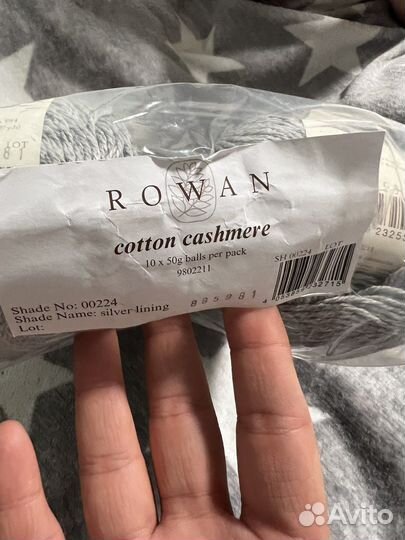 ROWAN
cotton cashmere
10 x 50g balls per pack
9802211
SH 00224 LOT
Shade No: 00224
Shade Name: silver lining
Lot:
895981
Avito